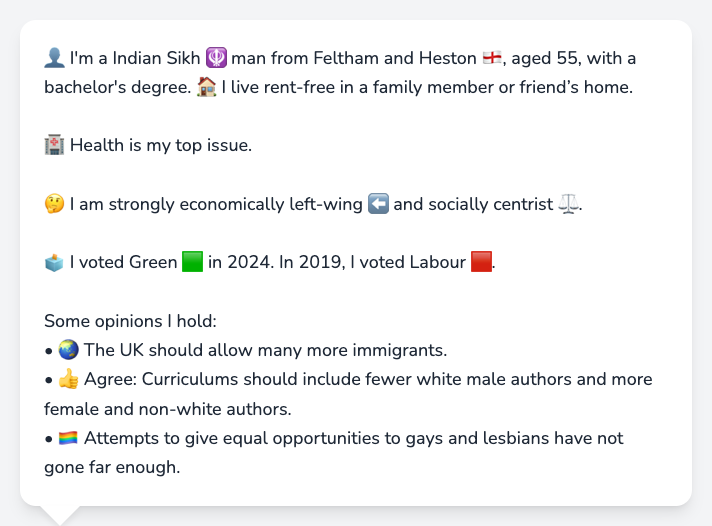 👤 I'm a Indian Sikh 🪯 man from Feltham and Heston 🏴󠁧󠁢󠁥󠁮󠁧󠁿, aged 55, with a
bachelor's degree. 🏠 I live rent-free in a family member or friend’s home.
🏥 Health is my top issue.
🤔 I am strongly economically left-wing ⬅️ and socially centrist ⚖️.
🗳️ I voted Green 🟩 in 2024. In 2019, I voted Labour 🟥.
Some opinions I hold:
• 🌏 The UK should allow many more immigrants.
• 👍 Agree: Curriculums should include fewer white male authors and more
female and non-white authors.
• 🏳️‍🌈 Attempts to give equal opportunities to gays and lesbians have not
gone far enough.